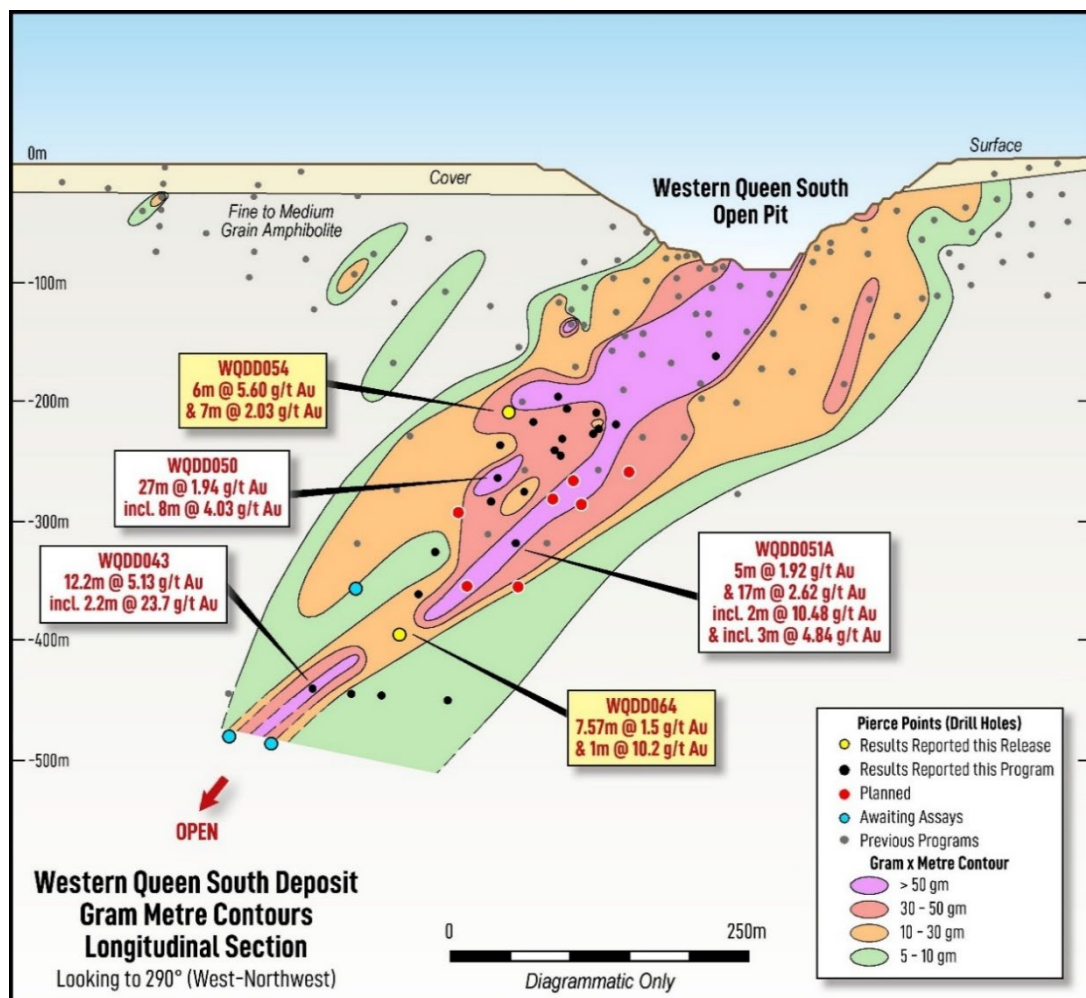 0m
Cover
Surface
Western Queen South
Open Pit
Fine to Medium
Grain Amphibolite
-100m
-200m
-300m
-400m
-500m
WQDD054
6m @ 5.60 g/t Au
& 7m @ 2.03 g/t Au
WQDD050
27m @ 1.94 g/t Au
incl. 8m @ 4.03 g/t Au
WQDD043
12.2m @ 5.13 g/t Au
incl. 2.2m @ 23.7 g/t Au
WQDD051A
5m @ 1.92 g/t Au
& 17m @ 2.62 g/t Au
incl. 2m @ 10.48 g/t Au
& incl. 3m @ 4.84 g/t Au
WQDD064
7.57m @ 1.5 g/t Au
& 1m @ 10.2 g/t Au
OPEN
Western Queen South Deposit
Gram Metre Contours
Longitudinal Section
Looking to 290° (West-Northwest)
0 250m
Diagrammatic Only
Pierce Points (Drill Holes)
Results Reported this Release
Results Reported this Program
Planned
Awaiting Assays
Previous Programs
Gram x Metre Contour
> 50 gm
30 - 50 gm
10 - 30 gm
5 - 10 gm